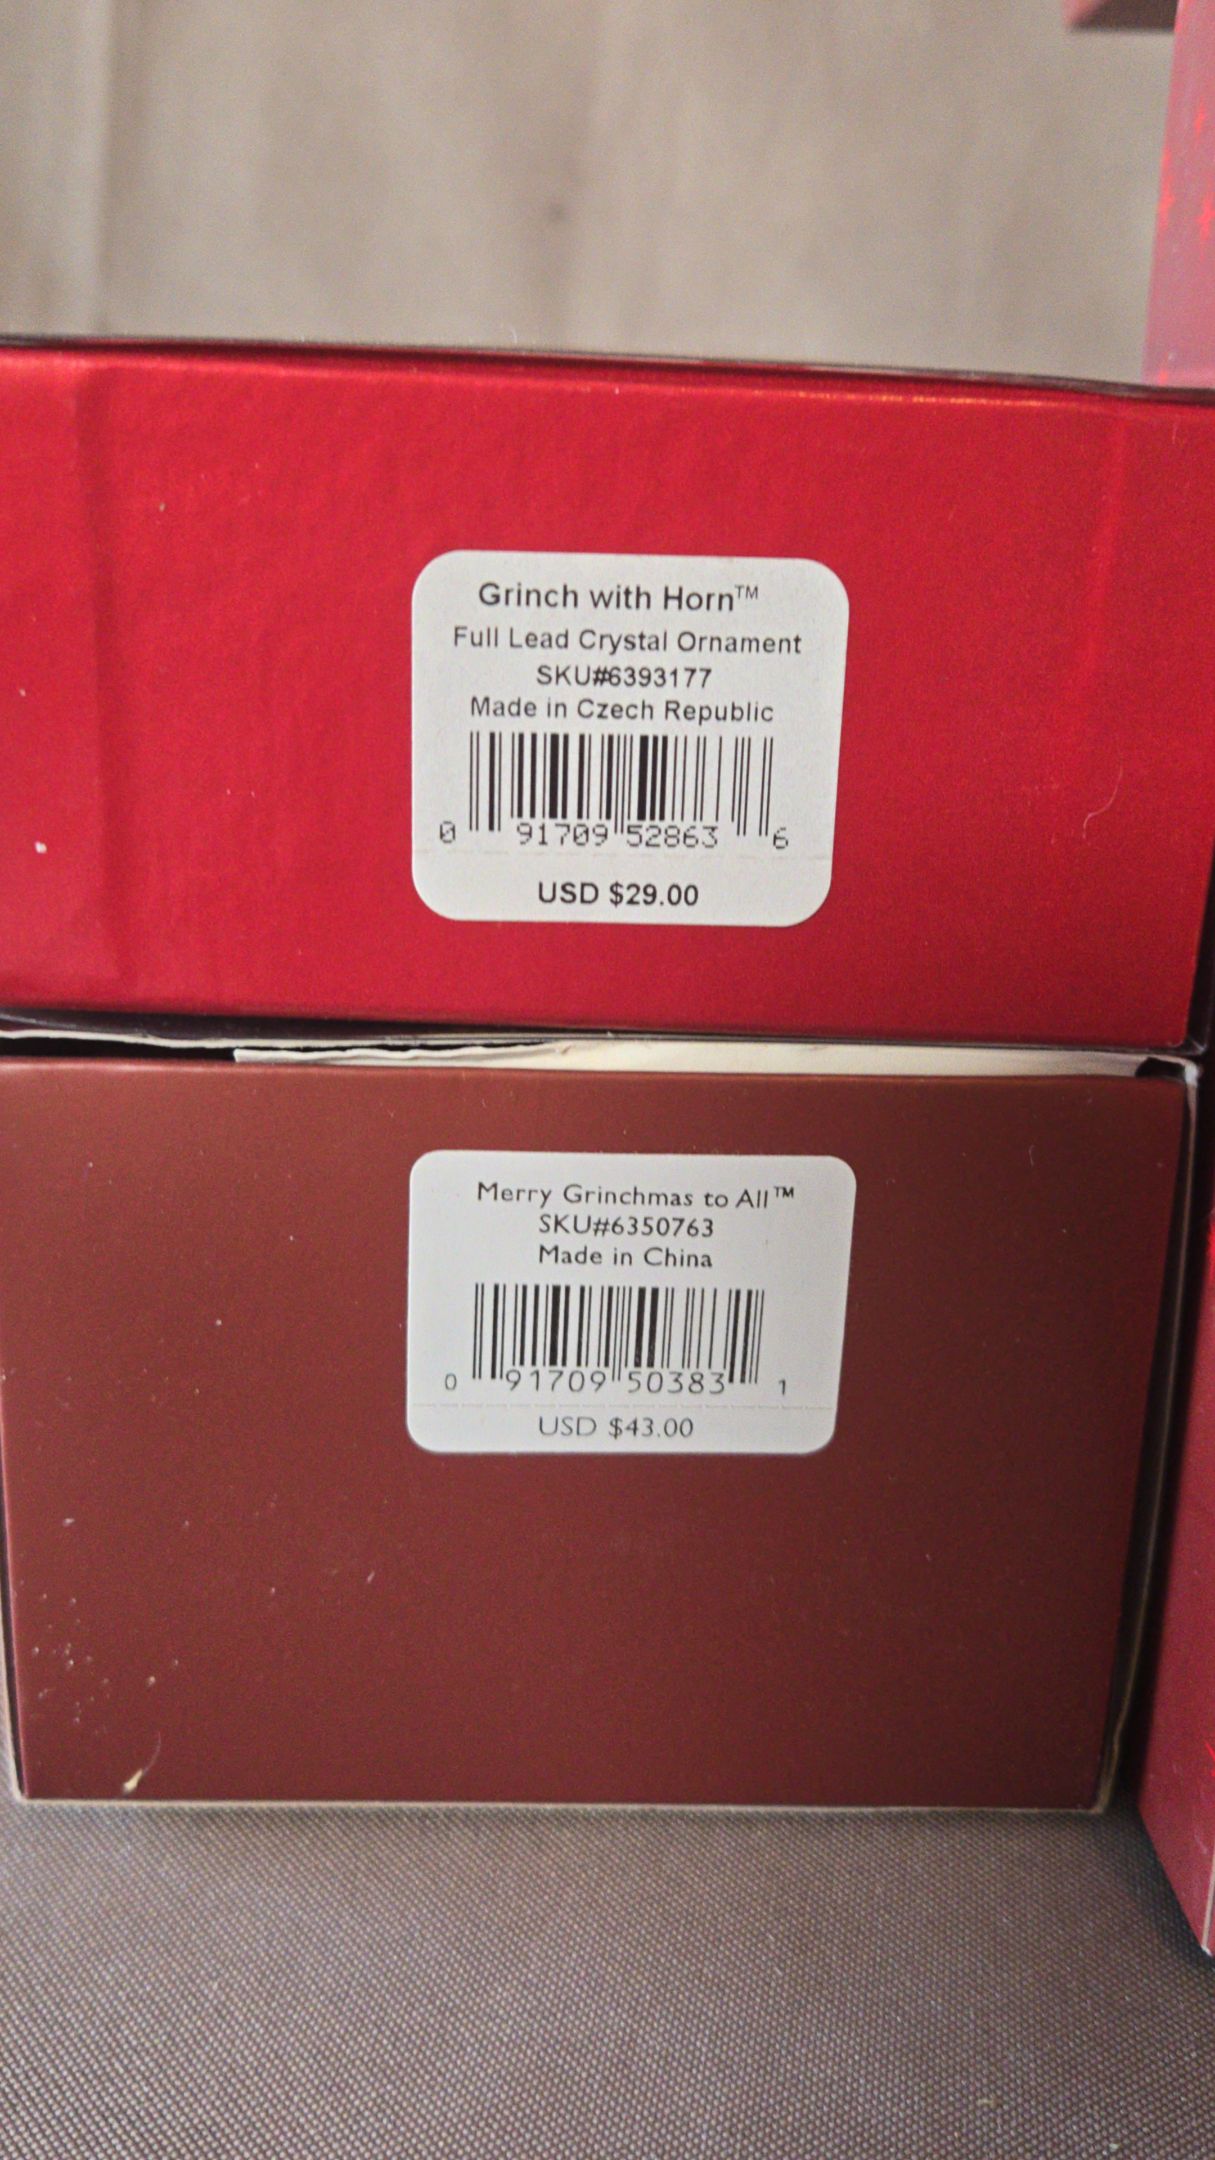 Grinch with Horn™
Full Lead Crystal Ornament
SKU#6393177
Made in Czech Republic
0 91709 52863 6
USD $29.00
Merry Grinchmas to All™
SKU#6350763
Made in China
0 91709 50383 1
USD $43.00